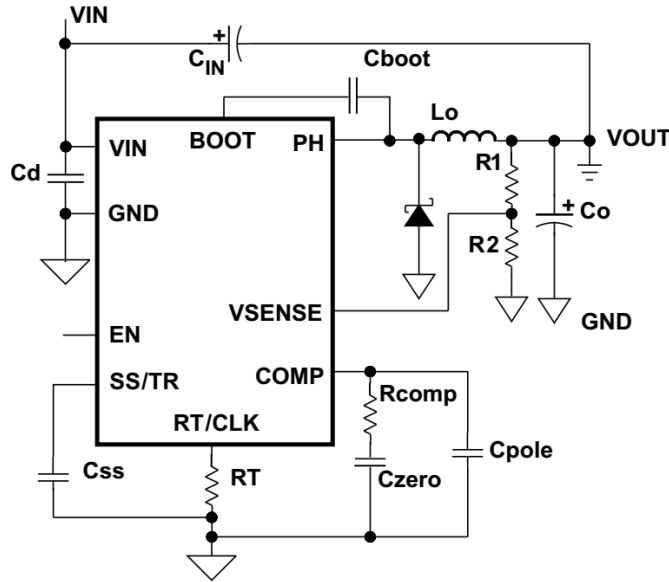 VIN
+
CIN
Cboot
Lo
VOUT
VIN
BOOT
PH
Cd
R1
GND
+
Co
R2
VSENSE
GND
EN
COMP
SS/TR
Rcomp
RT/CLK
Css
RT
Czero
Cpole